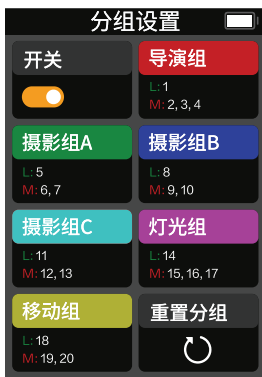 分组设置
开关
导演组
L: 1
M: 2, 3, 4
摄影组A
L: 5
M: 6, 7
摄影组B
L: 8
M: 9, 10
摄影组C
L: 11
M: 12, 13
灯光组
L: 14
M: 15, 16, 17
移动组
L: 18
M: 19, 20
重置分组